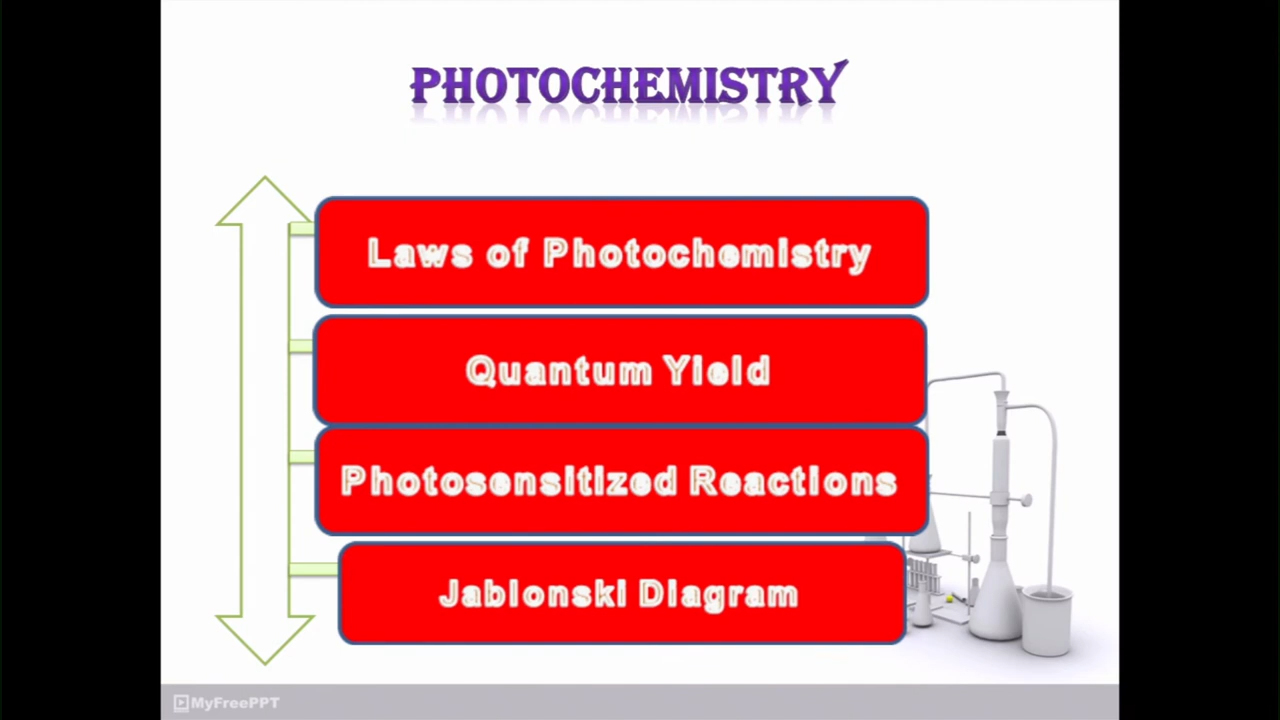 PHOTOCHEMISTRY
Laws of Photochemistry
Quantum Yield
Photosensitized Reactions
Jablonski Diagram
MyFreePPT